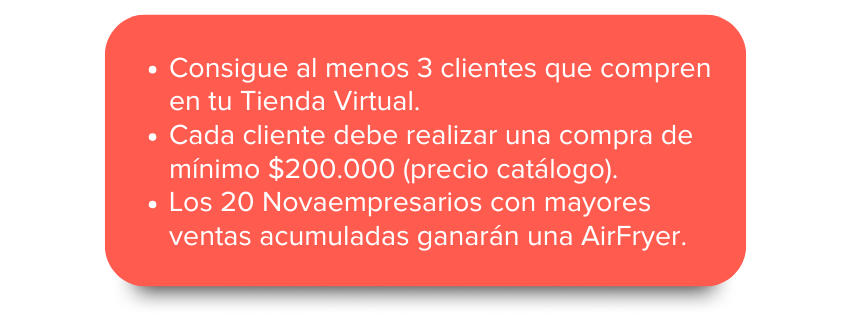 • Consigue al menos 3 clientes que compren
en tu Tienda Virtual.
• Cada cliente debe realizar una compra de
mínimo $200.000 (precio catálogo).
• Los 20 Novaempresarios con mayores
ventas acumuladas ganarán una AirFryer.